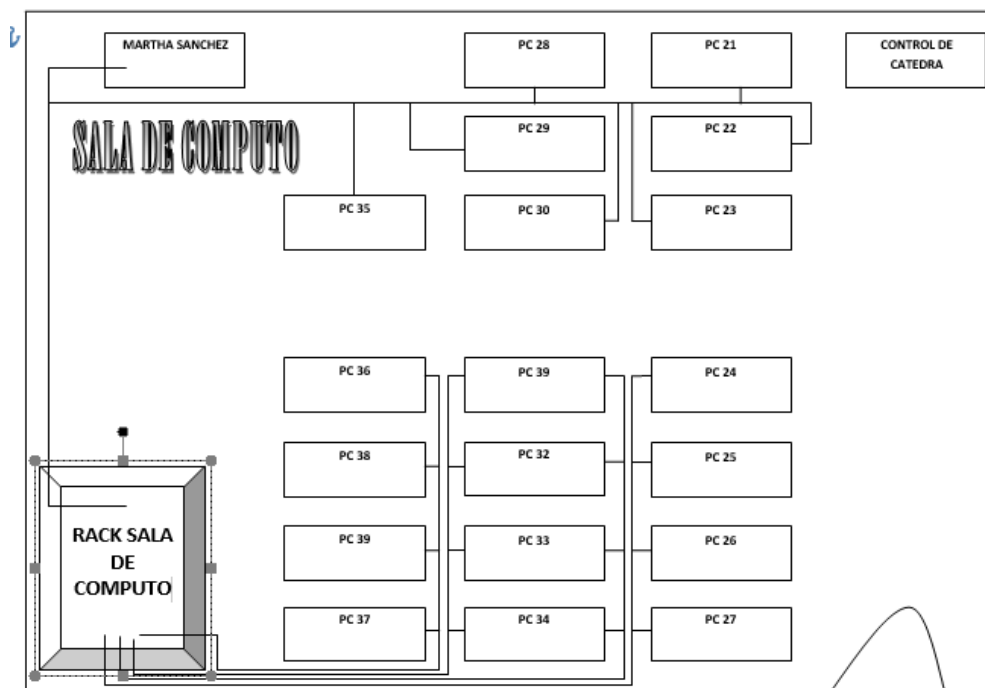 MARTHA SANCHEZ
PC 28
PC 21
CONTROL DE
CATEDRA
SALA DE COMPUTO
PC 29
PC 22
PC 35
PC 30
PC 23
PC 36
PC 39
PC 24
PC 38
PC 32
PC 25
RACK SALA
DE
COMPUTO
PC 39
PC 33
PC 26
PC 37
PC 34
PC 27